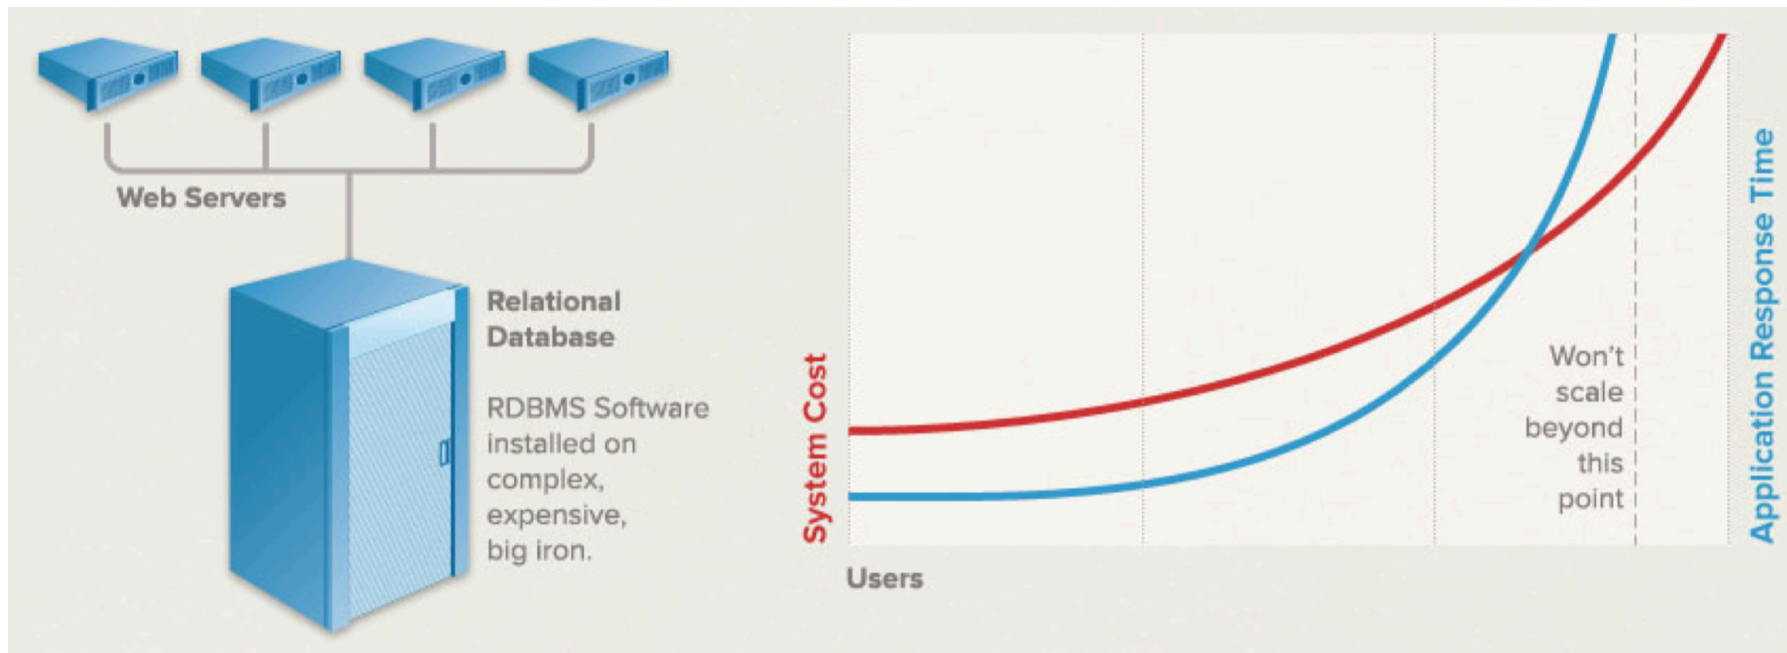 Web Servers
Relational
Database
RDBMS Software
installed on
complex,
expensive,
big iron.
System Cost
Won't
scale
beyond
this
point
Application Response Time
Users